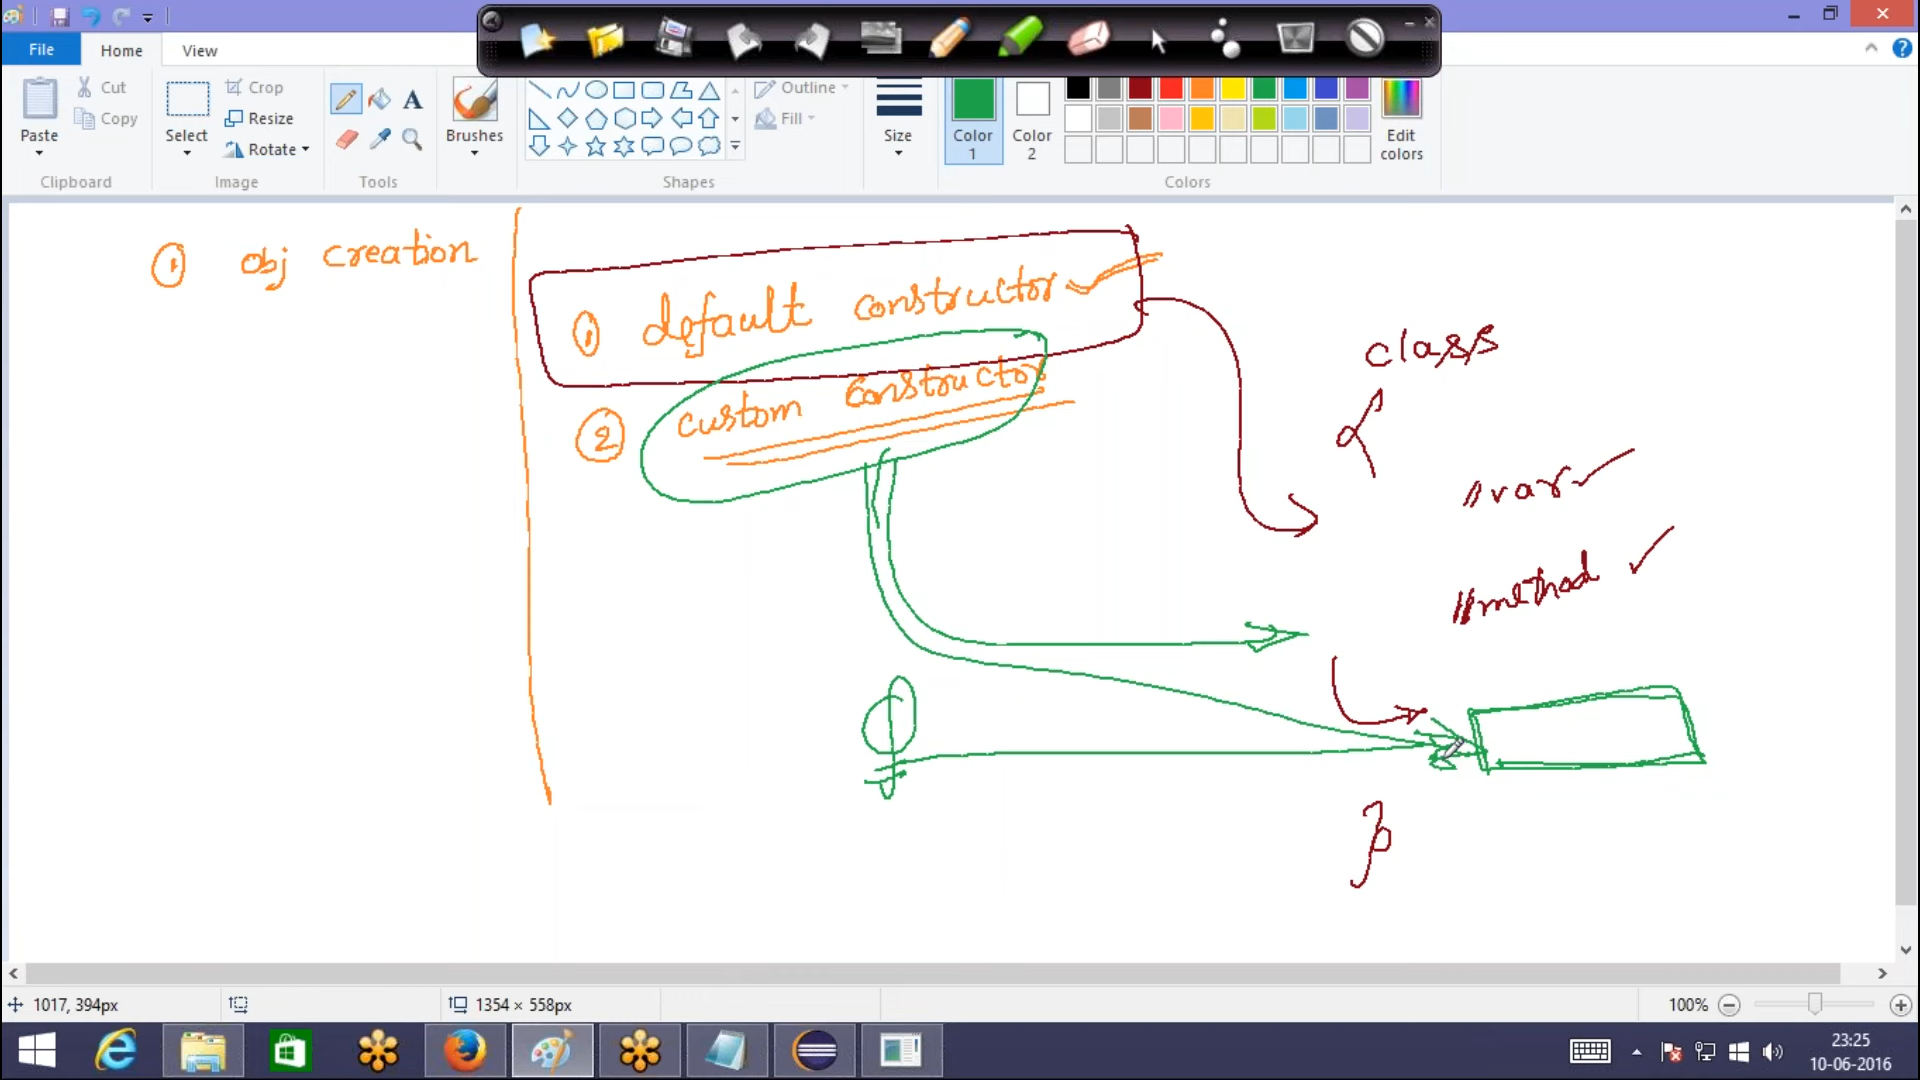 File
Home
View
Paste
Cut
Copy
Clipboard
Select
Crop
Resize
Rotate
Image
Tools
Brushes
Shapes
Outline
Fill
Size
Color 1
Color 2
Edit colors
Colors
① obj creation
① default constructor
② custom constructor
class
{
//var
//method
}
1017, 394px
1354 × 558px
100%
23:25
10-06-2016